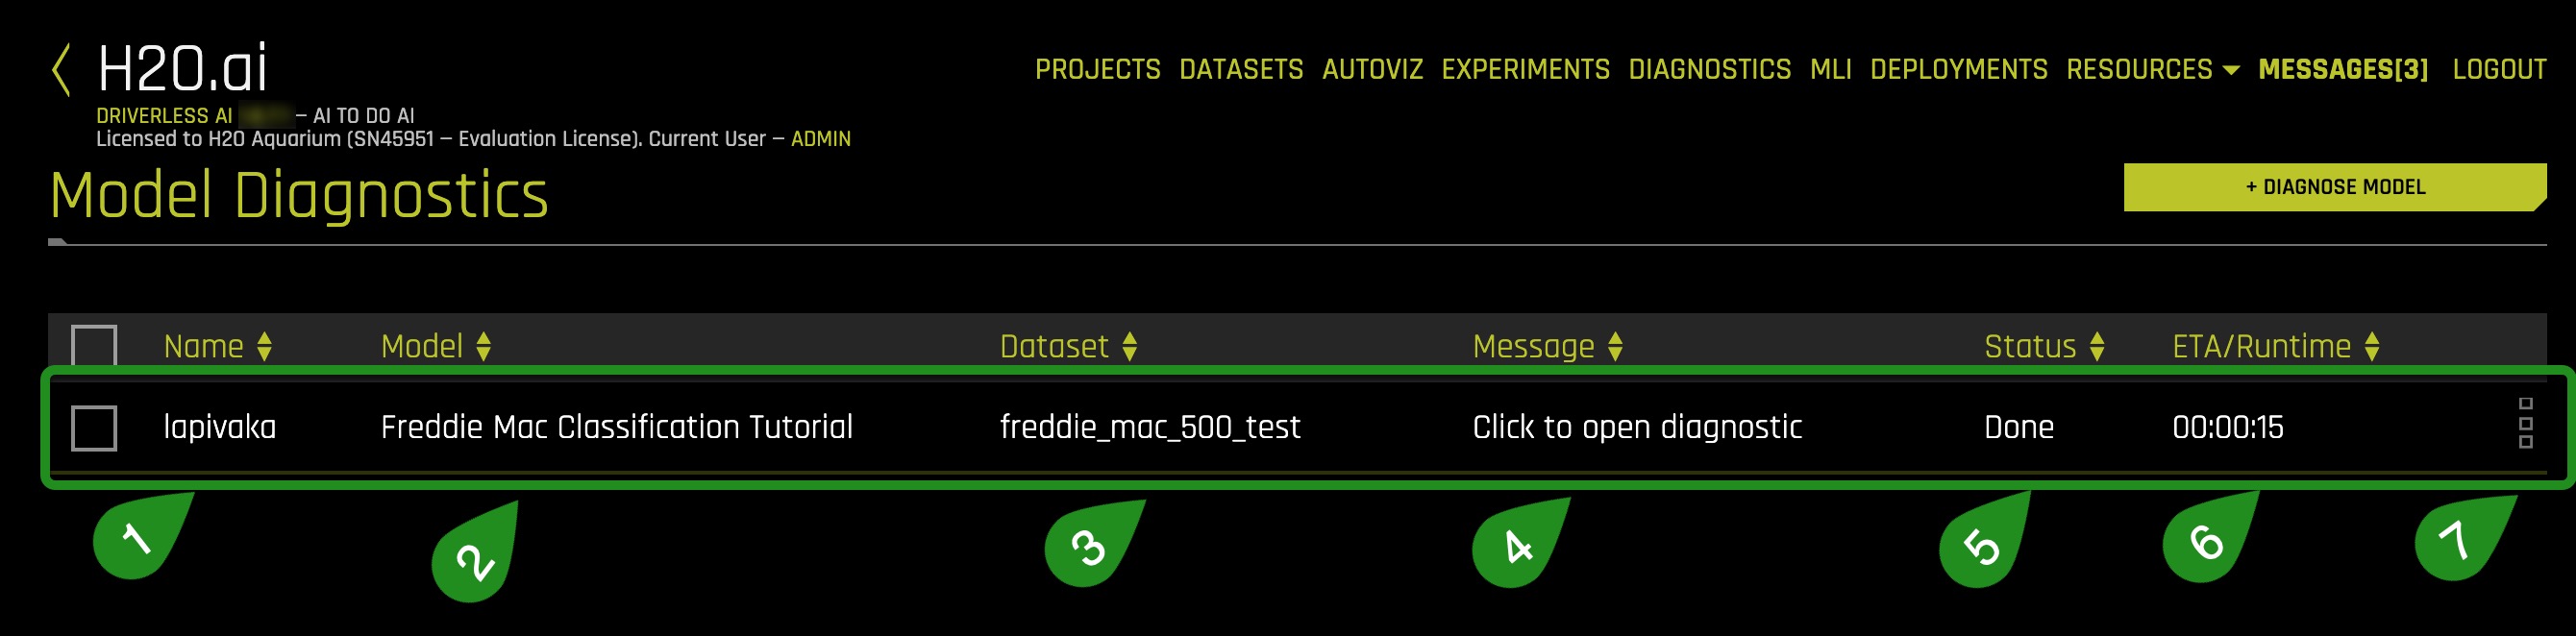 H2O.ai
PROJECTS DATASETS AUTOVIZ EXPERIMENTS DIAGNOSTICS MLI DEPLOYMENTS RESOURCES MESSAGES[3] LOGOUT
DRIVERLESS AI – AI TO DO AI
Licensed to H2O Aquarium (SN45951 – Evaluation License). Current User – ADMIN
Model Diagnostics
+ DIAGNOSE MODEL
Name Model Dataset Message Status ETA/Runtime
lapivaka Freddie Mac Classification Tutorial freddie_mac_500_test Click to open diagnostic Done 00:00:15
1 2 3 4 5 6 7